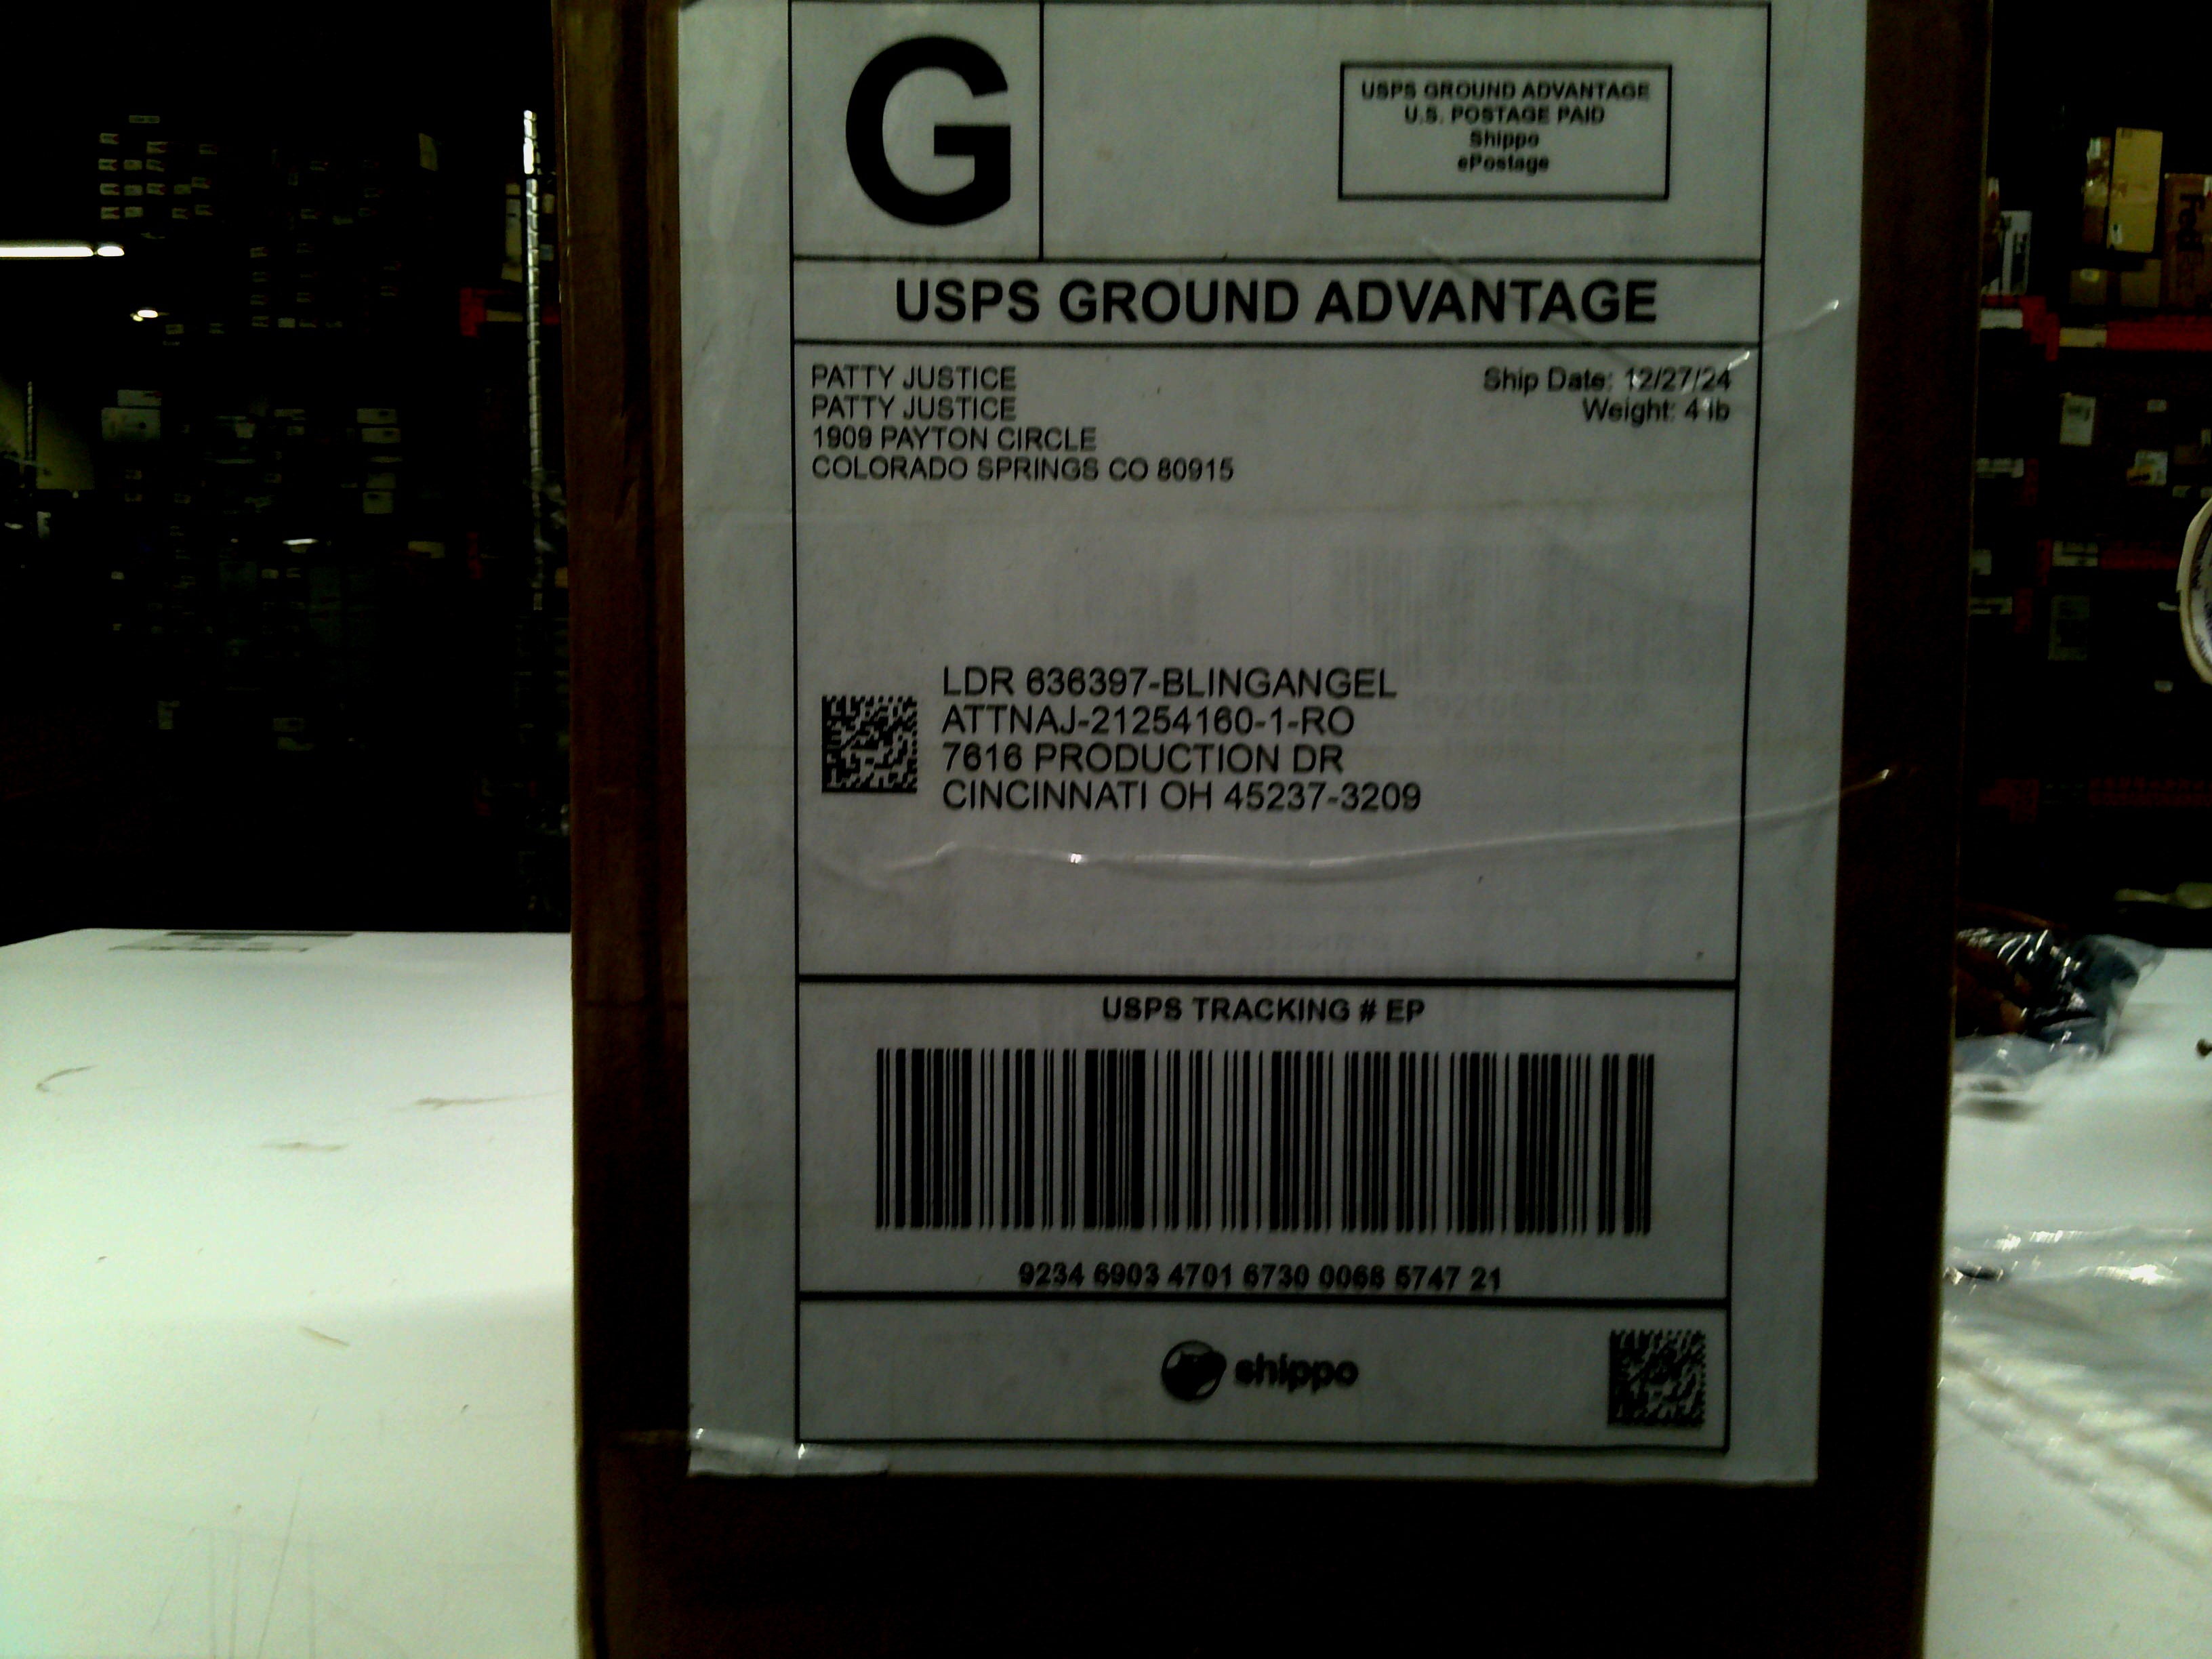 G
USPS GROUND ADVANTAGE
U.S. POSTAGE PAID
Shippo
ePostage
USPS GROUND ADVANTAGE
PATTY JUSTICE
PATTY JUSTICE
1909 PAYTON CIRCLE
COLORADO SPRINGS CO 80915
Ship Date: 12/27/24
Weight: 4 lb
LDR 636397-BLINGANGEL
ATTNAJ-21254160-1-RO
7616 PRODUCTION DR
CINCINNATI OH 45237-3209
USPS TRACKING # EP
9234 6903 4701 6730 0068 5747 21
shippo
FedEx